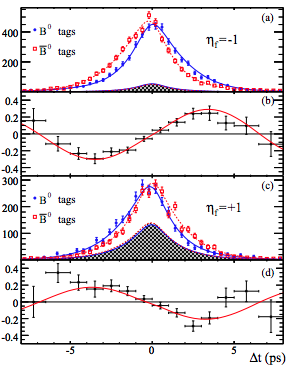 (a)
400
B⁰ tags
B̅⁰ tags
η_f=-1
200
0.4
(b)
0.2
0
-0.2
-0.4
300
(c)
B⁰ tags
200
B̅⁰ tags
η_f=+1
100
0.4
(d)
0.2
0
-0.2
-0.4
-5 0 5
Δt (ps)